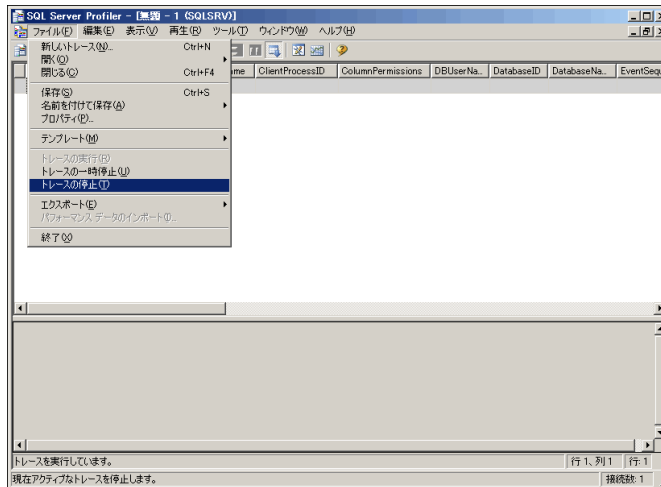 SQL Server Profiler - [無題 - 1 (SQLSRV)]
ファイル(F) 編集(E) 表示(V) 再生(R) ツール(T) ウィンドウ(W) ヘルプ(H)
新しいトレース(N)... Ctrl+N
開く(O)
閉じる(C) Ctrl+F4
保存(S) Ctrl+S
名前を付けて保存(A)
プロパティ(P)...
テンプレート(M)
トレースの実行(R)
トレースの一時停止(U)
トレースの停止(T)
エクスポート(E)
パフォーマンス データのインポート(I)...
終了(X)
ClientProcessID ColumnPermissions DBUserNa... DatabaseID DatabaseNa... EventSequ
トレースを実行しています。
行 1、列 1 行: 1
現在アクティブなトレースを停止します。
接続数: 1